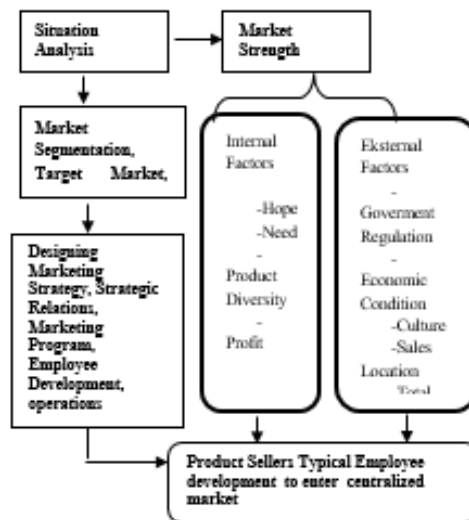 Situation
Analysis
Market
Strength
Market
Segmentation,
Target Market,
Designing
Marketing
Strategy, Strategic
Relations,
Marketing
Program,
Employee
Development,
operations
Internal
Factors
-Hope
-Need
-
Product
Diversity
-
Profit
Eksternal
Factors
-
Goverment
Regulation
-
Economic
Condition
-Culture
-Sales
Location
Total
Product Sellers Typical Employee
development to enter centralized
market